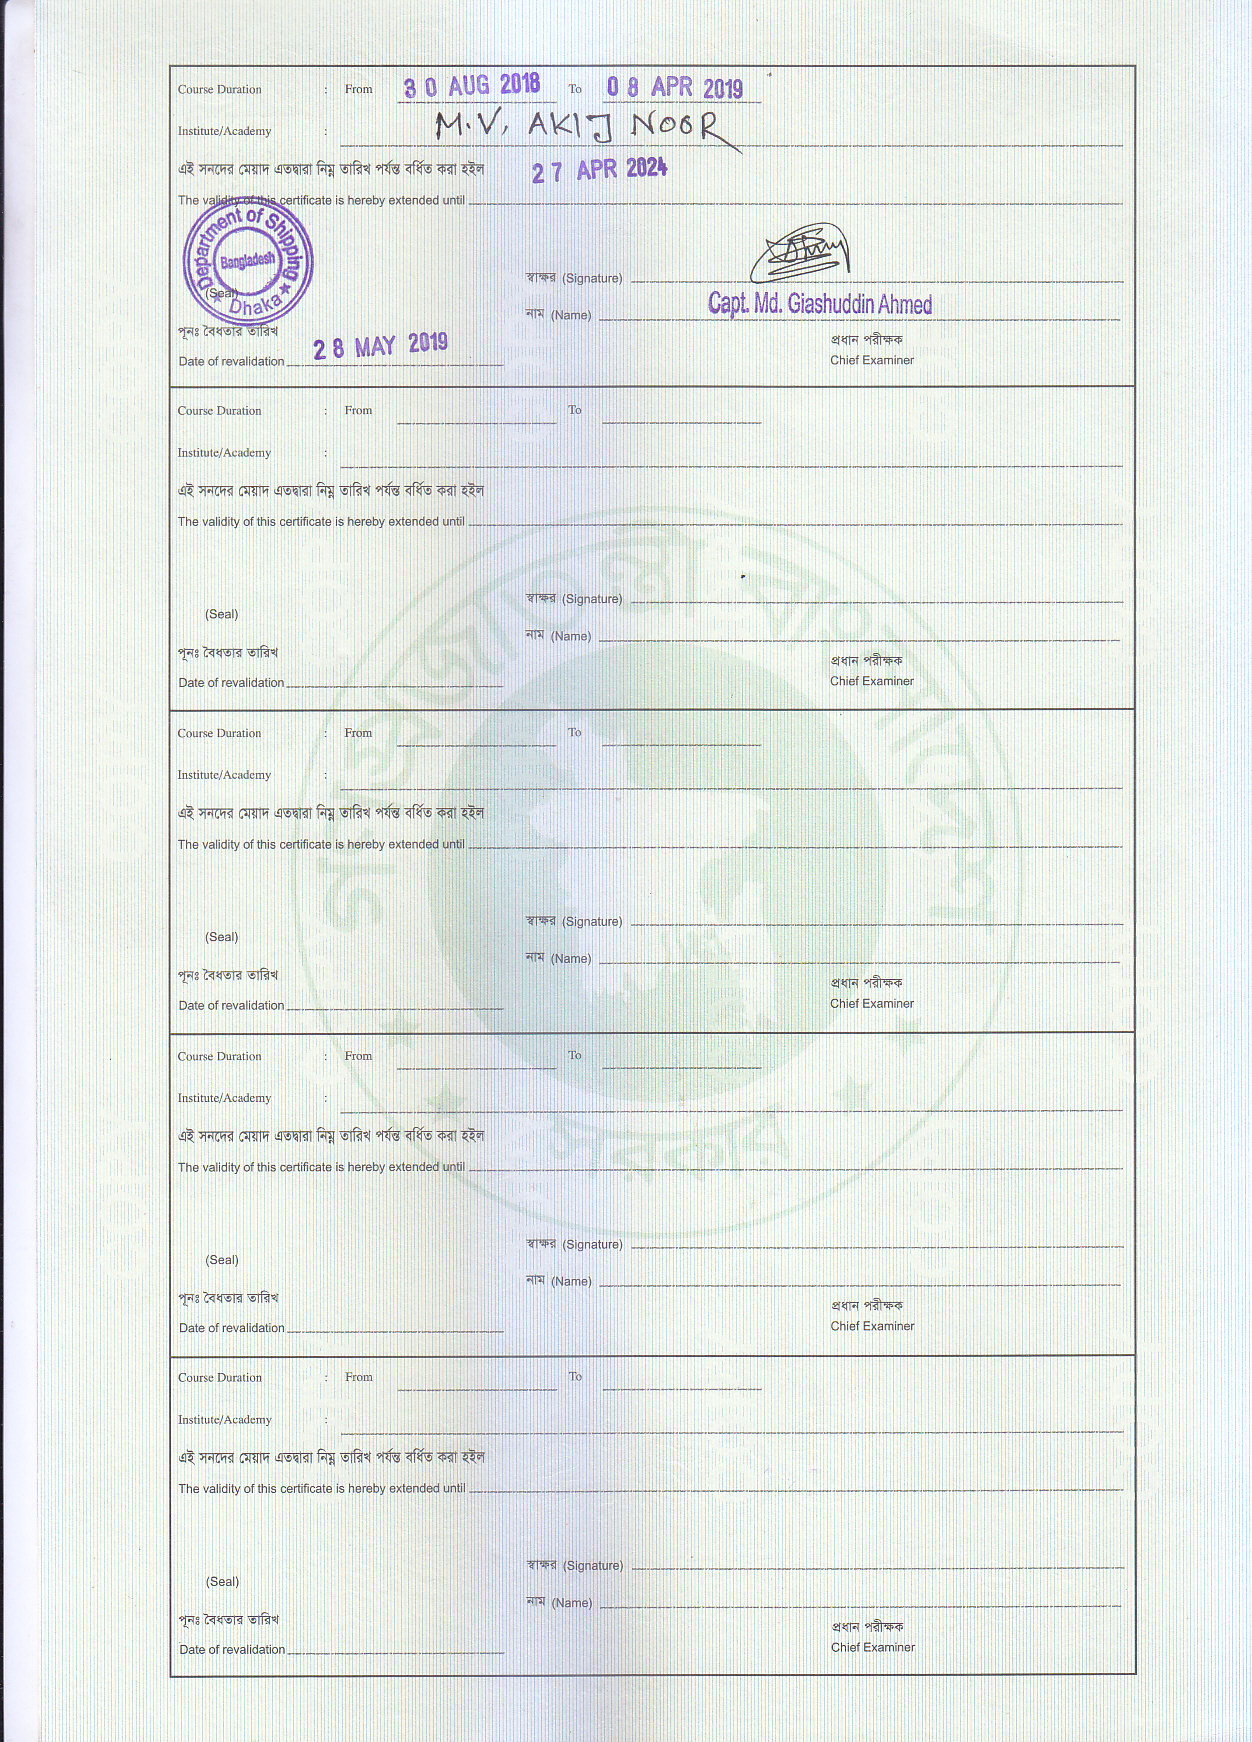 Course Duration : From 30 AUG 2018 To 08 APR 2019
Institute/Academy : M.V. AKIJ NOOR
এই সনদের মেয়াদ এতদ্বারা নিম্ন তারিখ পর্যন্ত বর্ধিত করা হইল
27 APR 2024
The validity of this certificate is hereby extended until
Department of Shipping
Bangladesh
Dhaka
(Seal)
স্বাক্ষর (Signature)
নাম (Name) Capt. Md. Giashuddin Ahmed
পুনঃ বৈধতার তারিখ
প্রধান পরীক্ষক
Date of revalidation 28 MAY 2019
Chief Examiner
Course Duration : From To
Institute/Academy :
এই সনদের মেয়াদ এতদ্বারা নিম্ন তারিখ পর্যন্ত বর্ধিত করা হইল
The validity of this certificate is hereby extended until
স্বাক্ষর (Signature)
(Seal)
নাম (Name)
পুনঃ বৈধতার তারিখ
প্রধান পরীক্ষক
Date of revalidation
Chief Examiner
Course Duration : From To
Institute/Academy :
এই সনদের মেয়াদ এতদ্বারা নিম্ন তারিখ পর্যন্ত বর্ধিত করা হইল
The validity of this certificate is hereby extended until
স্বাক্ষর (Signature)
(Seal)
নাম (Name)
পুনঃ বৈধতার তারিখ
প্রধান পরীক্ষক
Date of revalidation
Chief Examiner
Course Duration : From To
Institute/Academy :
এই সনদের মেয়াদ এতদ্বারা নিম্ন তারিখ পর্যন্ত বর্ধিত করা হইল
The validity of this certificate is hereby extended until
স্বাক্ষর (Signature)
(Seal)
নাম (Name)
পুনঃ বৈধতার তারিখ
প্রধান পরীক্ষক
Date of revalidation
Chief Examiner
Course Duration : From To
Institute/Academy :
এই সনদের মেয়াদ এতদ্বারা নিম্ন তারিখ পর্যন্ত বর্ধিত করা হইল
The validity of this certificate is hereby extended until
স্বাক্ষর (Signature)
(Seal)
নাম (Name)
পুনঃ বৈধতার তারিখ
প্রধান পরীক্ষক
Date of revalidation
Chief Examiner
গণপ্রজাতন্ত্রী বাংলাদেশ
সরকার